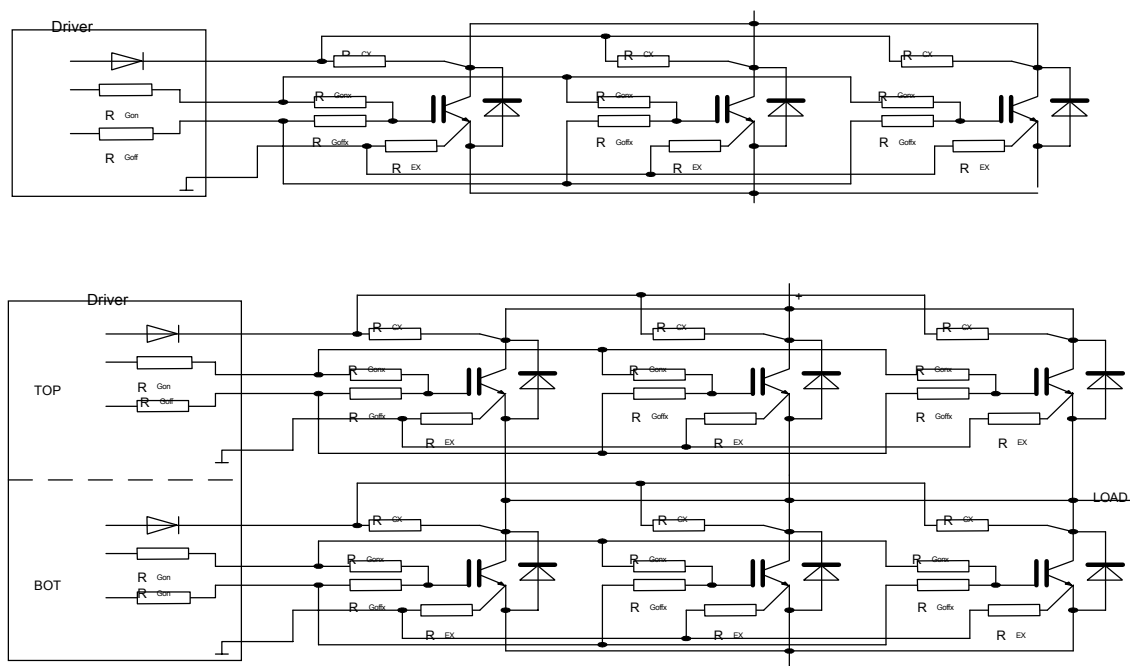 Driver
R CX R CX R CX
R Gonx R Gonx R Gonx
R Gon
R Goffx R Goffx R Goffx
R Goff
R EX R EX R EX
Driver
+
R CX R CX R CX
R Gonx R Gonx R Gonx
TOP
R Gon
R Goff
R Goffx R Goffx R Goffx
R EX R EX R EX
LOAD
R CX R CX R CX
R Gonx R Gonx R Gonx
BOT
R Gon
R Gon
R Goffx R Goffx R Goffx
R EX R EX R EX